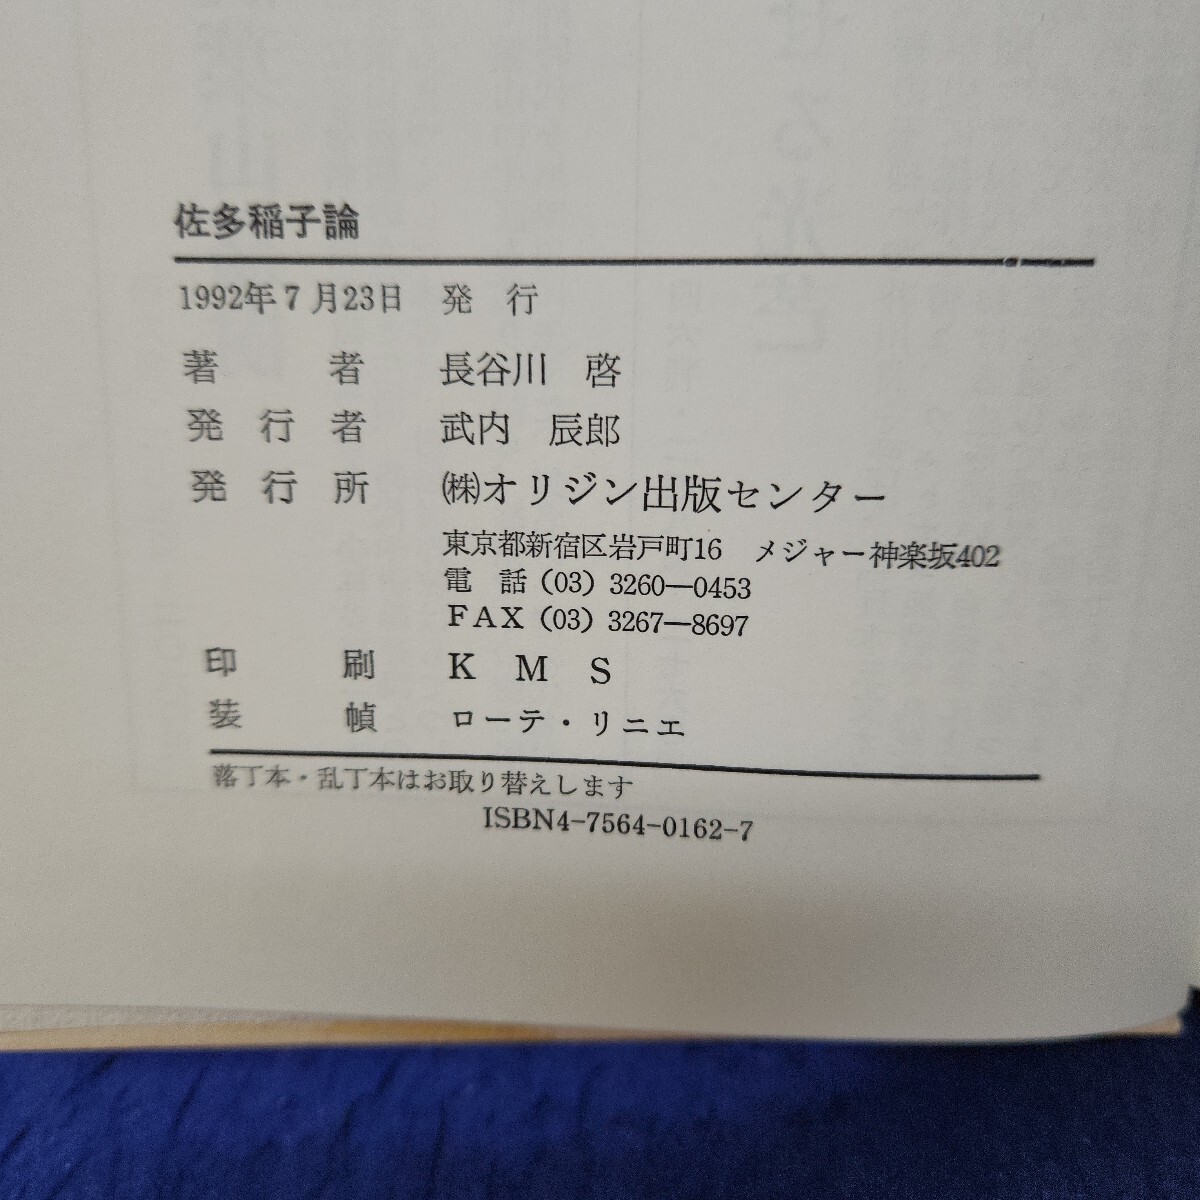 佐多稲子論
1992年7月23日　発　行
著　　　者　　長谷川　啓
発　行　者　　武内　辰郎
発　行　所　　㈱オリジン出版センター
東京都新宿区岩戸町16　メジャー神楽坂402
電　話（03）3260―0453
ＦＡＸ（03）3267―8697
印　　　刷　　Ｋ　Ｍ　Ｓ
装　　　幀　　ローテ・リニエ
落丁本・乱丁本はお取り替えします
ISBN4-7564-0162-7